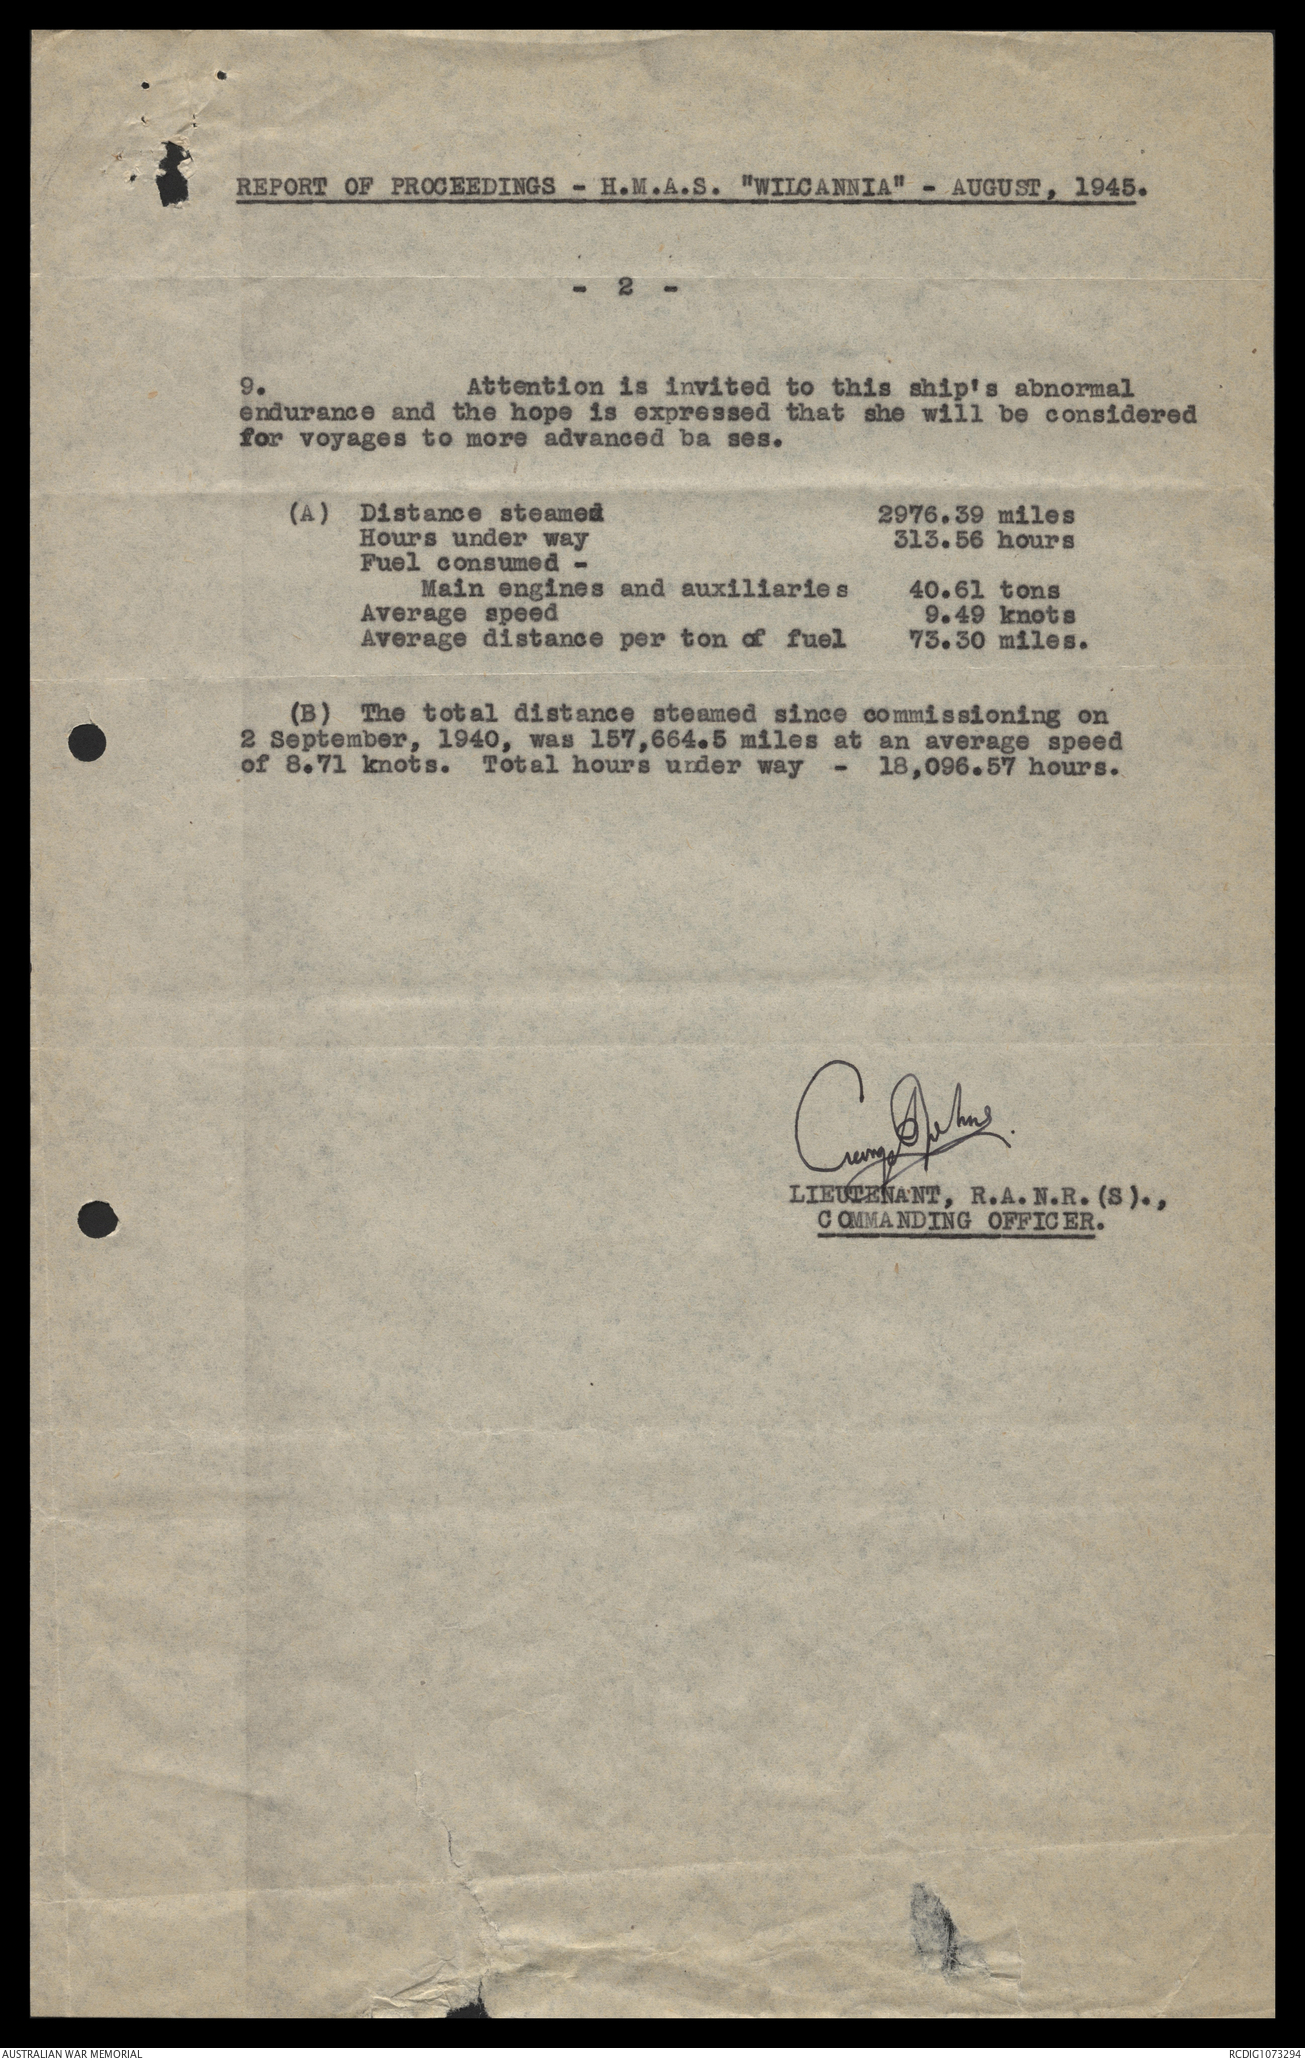 REPORT OF PROCEEDINGS - H.M.A.S. "WILCANNIA" - AUGUST, 1945.
- 2 -
9. Attention is invited to this ship's abnormal
endurance and the hope is expressed that she will be considered
for voyages to more advanced ba ses.
(A) Distance steamed 2976.39 miles
Hours under way 313.56 hours
Fuel consumed -
Main engines and auxiliaries 40.61 tons
Average speed 9.49 knots
Average distance per ton of fuel 73.30 miles.
(B) The total distance steamed since commissioning on
2 September, 1940, was 157,664.5 miles at an average speed
of 8.71 knots. Total hours under way - 18,096.57 hours.
LIEUTENANT, R.A.N.R.(S).,
COMMANDING OFFICER.
AUSTRALIAN WAR MEMORIAL
RCDIG1073294